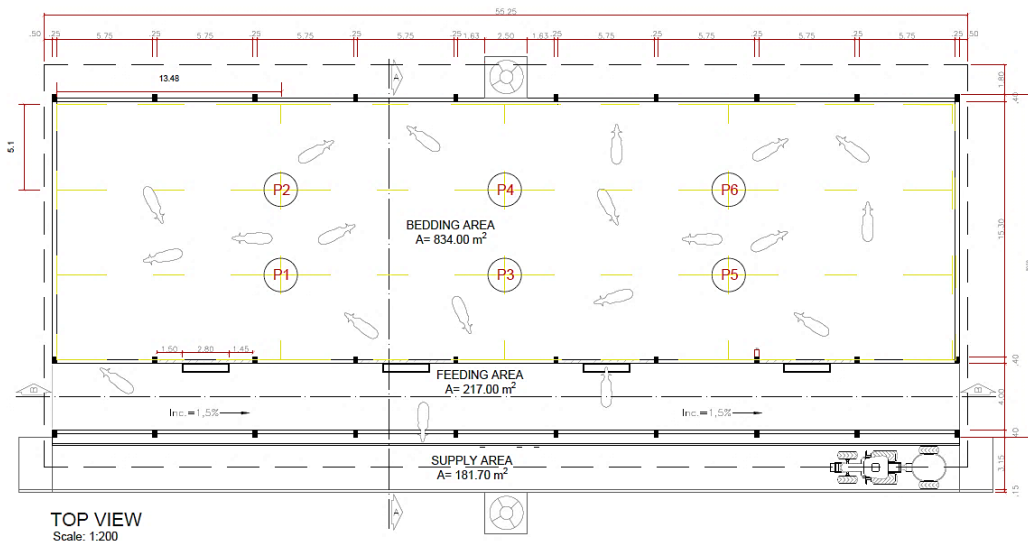 55.25
.50 .25 5.75 .25 5.75 .25 5.75 .25 5.75 .25 1.63 2.50 1.63 .25 5.75 .25 5.75 .25 5.75 .25 5.75 .25 .50
A
1.80
13.48
.40
5.1
P2 P4 P6
BEDDING AREA
A= 834.00 m²
15.30
P1 P3 P5
1.50 2.80 1.45
.40
FEEDING AREA
A= 217.00 m²
B B
4.00
Inc.=1,5% Inc.=1,5%
.40
SUPPLY AREA
A= 181.70 m²
3.15
.15
A
TOP VIEW
Scale: 1:200